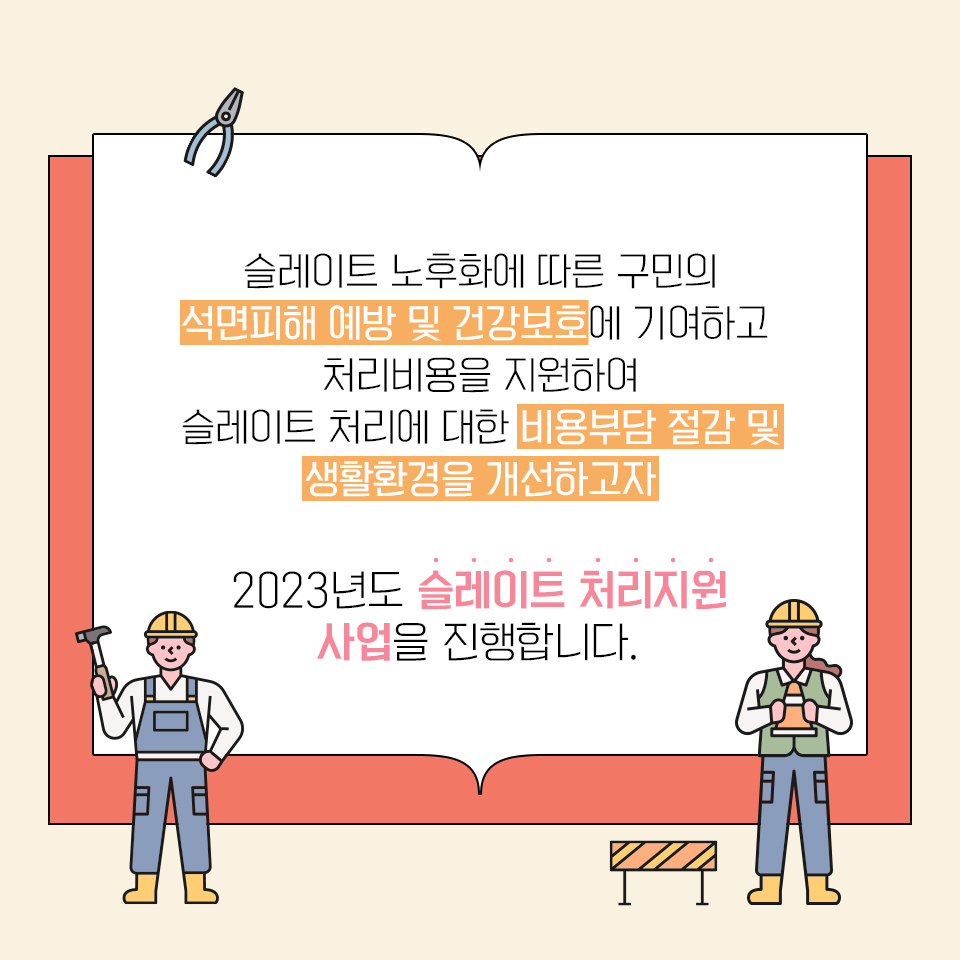 슬레이트 노후화에 따른 구민의
석면피해 예방 및 건강보호에 기여하고
처리비용을 지원하여
슬레이트 처리에 대한 비용부담 절감 및
생활환경을 개선하고자
2023년도 슬레이트 처리지원
사업을 진행합니다.